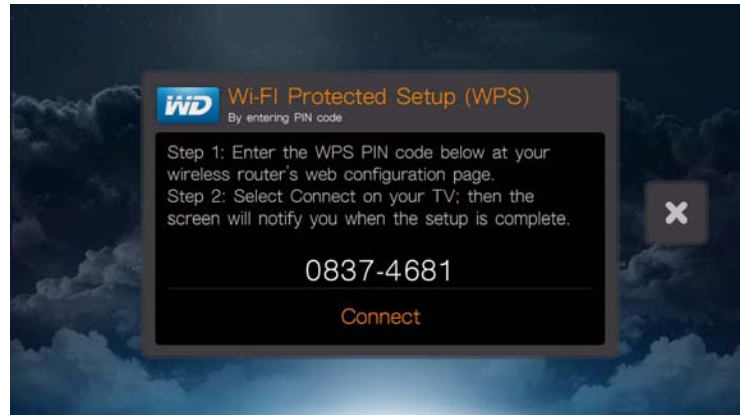 WD
Wi-FI Protected Setup (WPS)
By entering PIN code
Step 1: Enter the WPS PIN code below at your
wireless router's web configuration page.
Step 2: Select Connect on your TV; then the
screen will notify you when the setup is complete.
0837-4681
Connect